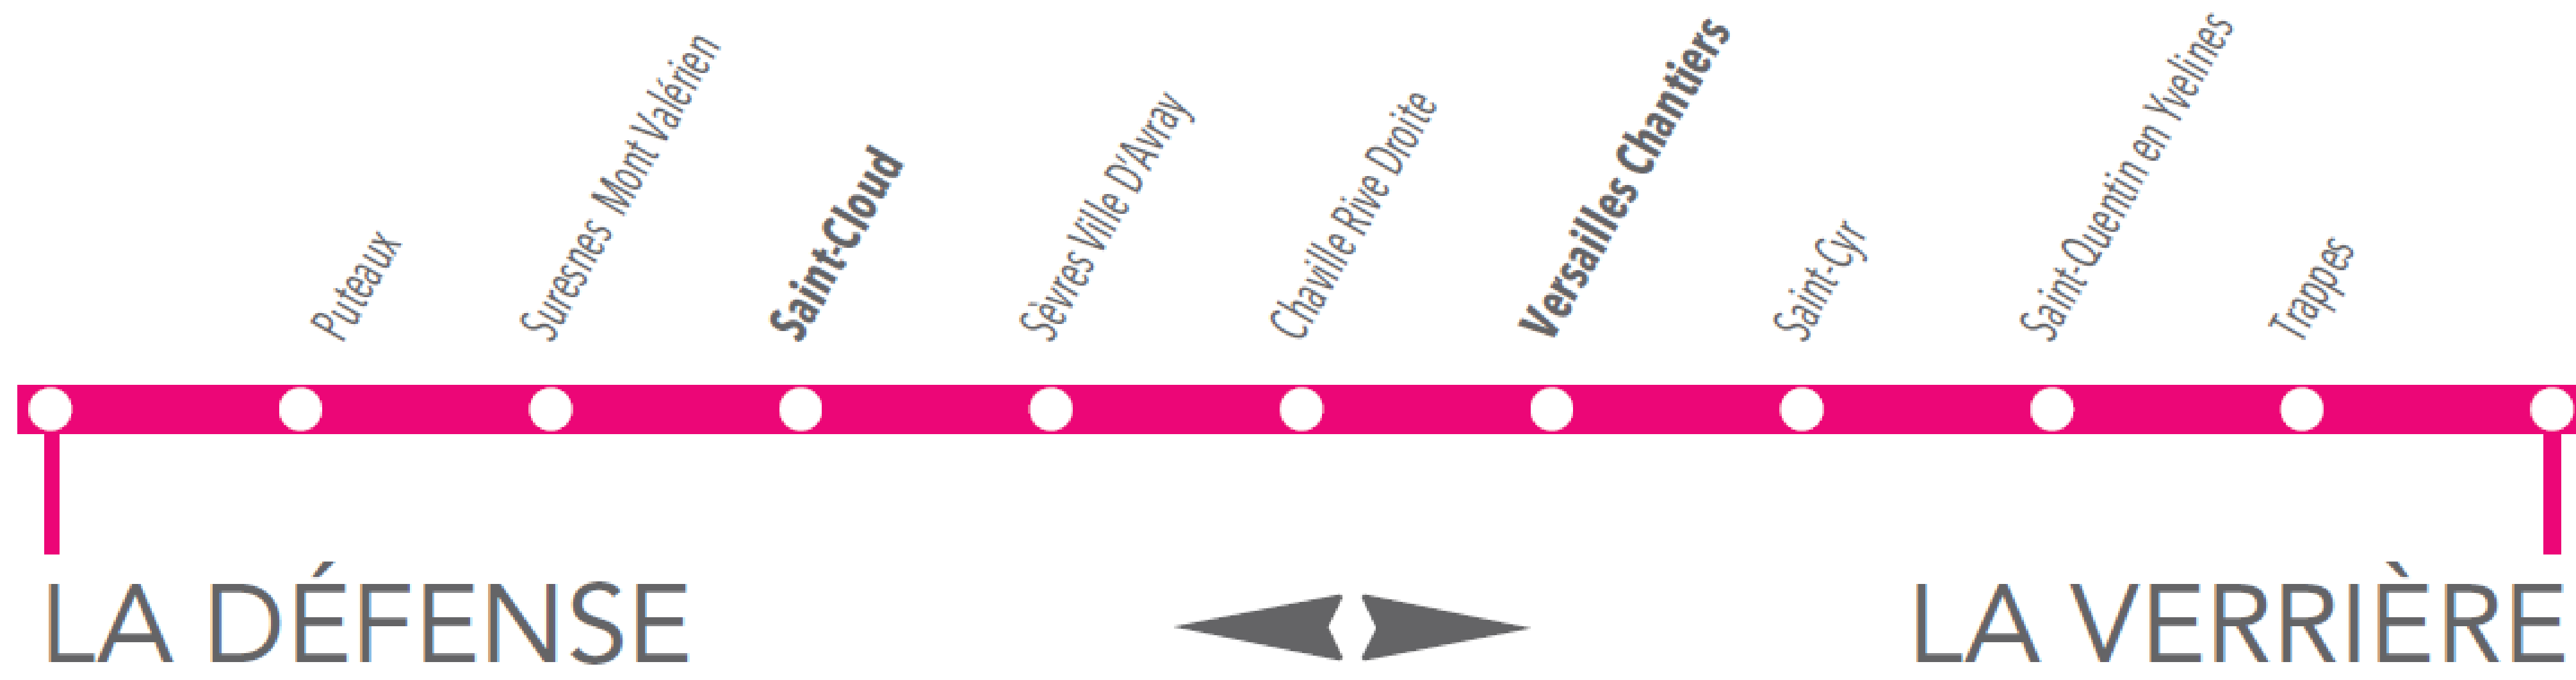 Puteaux
Suresnes Mont Valérien
Saint-Cloud
Sèvres Ville D'Avray
Chaville Rive Droite
Versailles Chantiers
Saint-Cyr
Saint-Quentin en Yvelines
Trappes
LA DÉFENSE
LA VERRIÈRE